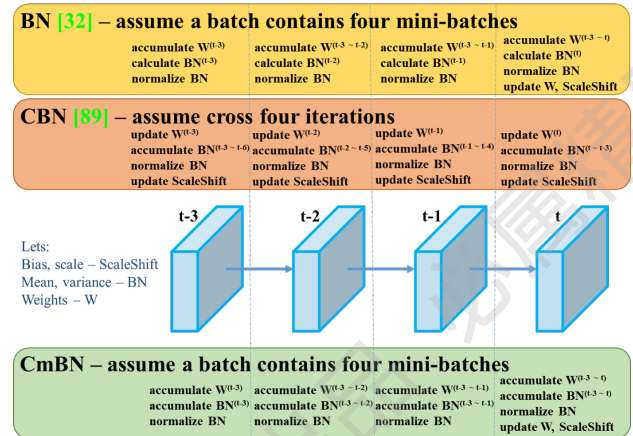 BN [32] – assume a batch contains four mini-batches
accumulate W(t-3) accumulate W(t-3 ~ t-2) accumulate W(t-3 ~ t-1) accumulate W(t-3 ~ t)
calculate BN(t-3) calculate BN(t-2) calculate BN(t-1) calculate BN(t)
normalize BN normalize BN normalize BN normalize BN
update W, ScaleShift
CBN [89] – assume cross four iterations
update W(t-3) update W(t-2) update W(t-1) update W(t)
accumulate BN(t-3 ~ t-6) accumulate BN(t-2 ~ t-5) accumulate BN(t-1 ~ t-4) accumulate BN(t ~ t-3)
normalize BN normalize BN normalize BN normalize BN
update ScaleShift update ScaleShift update ScaleShift update ScaleShift
t-3 t-2 t-1 t
Lets:
Bias, scale – ScaleShift
Mean, variance – BN
Weights – W
CmBN – assume a batch contains four mini-batches
accumulate W(t-3) accumulate W(t-3 ~ t-2) accumulate W(t-3 ~ t-1) accumulate W(t-3 ~ t)
accumulate BN(t-3) accumulate BN(t-3 ~ t-2) accumulate BN(t-3 ~ t-1) accumulate BN(t-3 ~ t)
normalize BN normalize BN normalize BN normalize BN
update W, ScaleShift